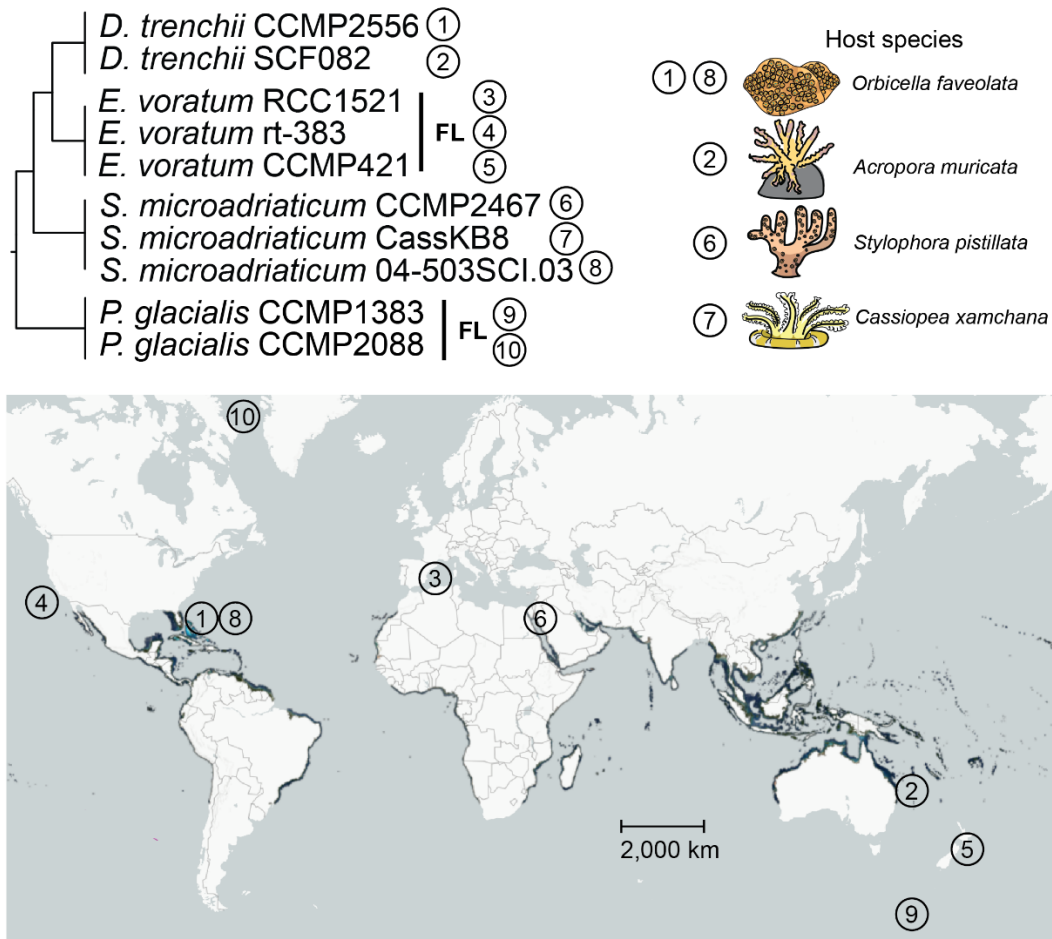 D. trenchii CCMP2556 1
D. trenchii SCF082 2
E. voratum RCC1521 3
E. voratum rt-383 FL 4
E. voratum CCMP421 5
S. microadriaticum CCMP2467 6
S. microadriaticum CassKB8 7
S. microadriaticum 04-503SCI.03 8
P. glacialis CCMP1383 FL 9
P. glacialis CCMP2088 10
Host species
1 8 Orbicella faveolata
2 Acropora muricata
6 Stylophora pistillata
7 Cassiopea xamchana
10
3
4
1 8 6
2
2,000 km
5
9